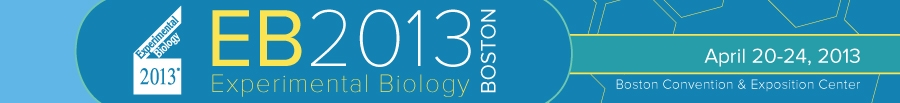 Experimental
Biology
2013*
EB2013
BOSTON
Experimental Biology
April 20-24, 2013
Boston Convention & Exposition Center